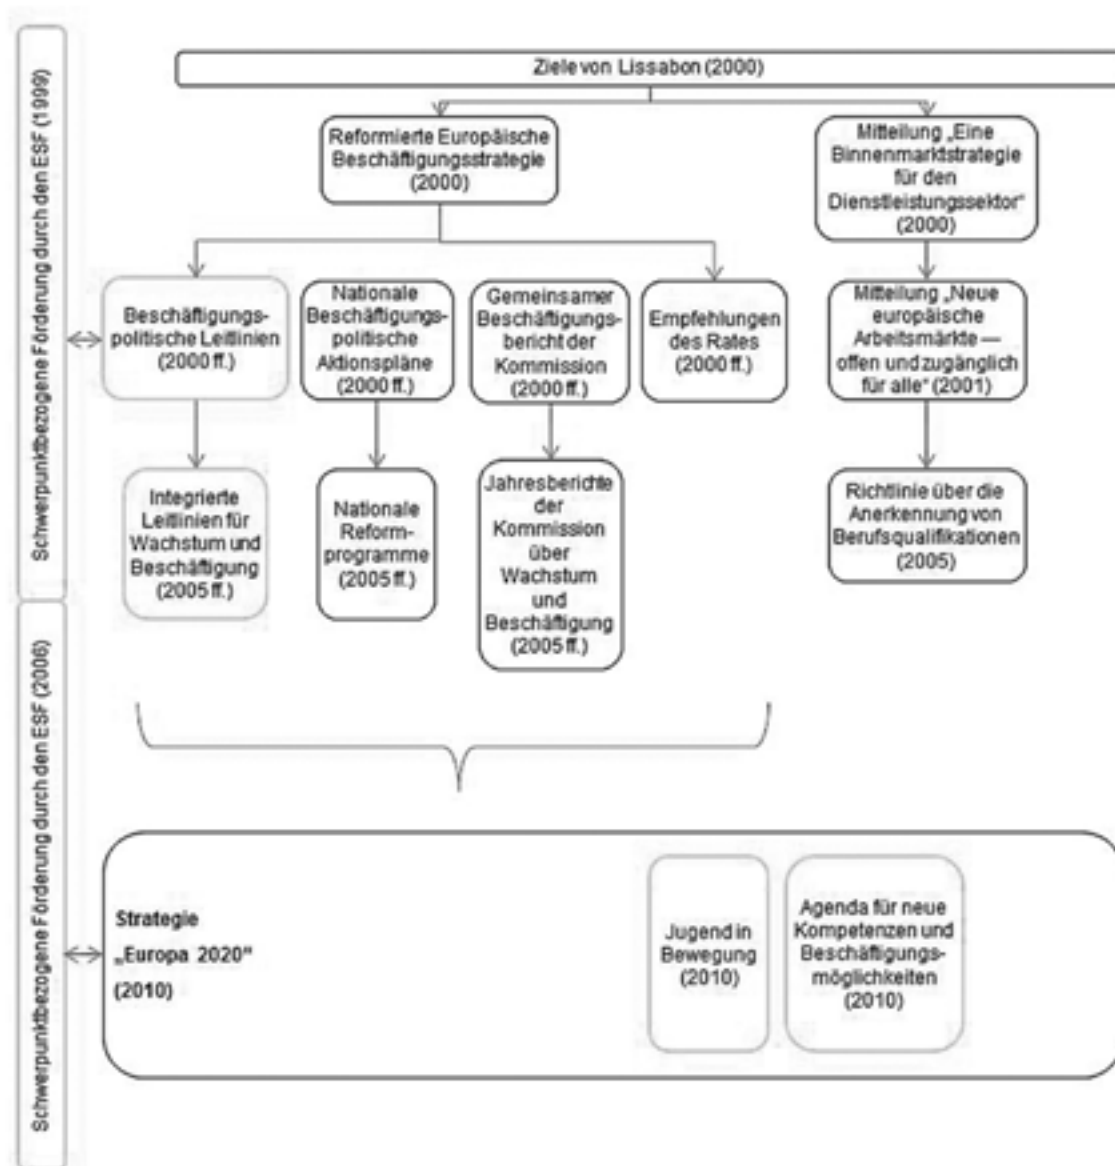 Schwerpunktbezogene Förderung durch den ESF (1999)
Ziele von Lissabon (2000)
Reformierte Europäische
Beschäftigungsstrategie
(2000)
Mitteilung „Eine
Binnenmarktstrategie
für den
Dienstleistungssektor“
(2000)
Beschäftigungs-
politische Leitlinien
(2000 ff.)
Nationale
Beschäftigungs-
politische
Aktionspläne
(2000 ff.)
Gemeinsamer
Beschäftigungs-
bericht der
Kommission
(2000 ff.)
Empfehlungen
des Rates
(2000 ff.)
Mitteilung „Neue
europäische
Arbeitsmärkte —
offen und zugänglich
für alle“ (2001)
Integrierte
Leitlinien für
Wachstum und
Beschäftigung
(2005 ff.)
Nationale
Reform-
programme
(2005 ff.)
Jahresberichte
der
Kommission
über
Wachstum
und
Beschäftigung
(2005 ff.)
Richtlinie über die
Anerkennung von
Berufsqualifikationen
(2005)
Schwerpunktbezogene Förderung durch den ESF (2006)
Strategie
„Europa 2020“
(2010)
Jugend in
Bewegung
(2010)
Agenda für neue
Kompetenzen und
Beschäftigungs-
möglichkeiten
(2010)